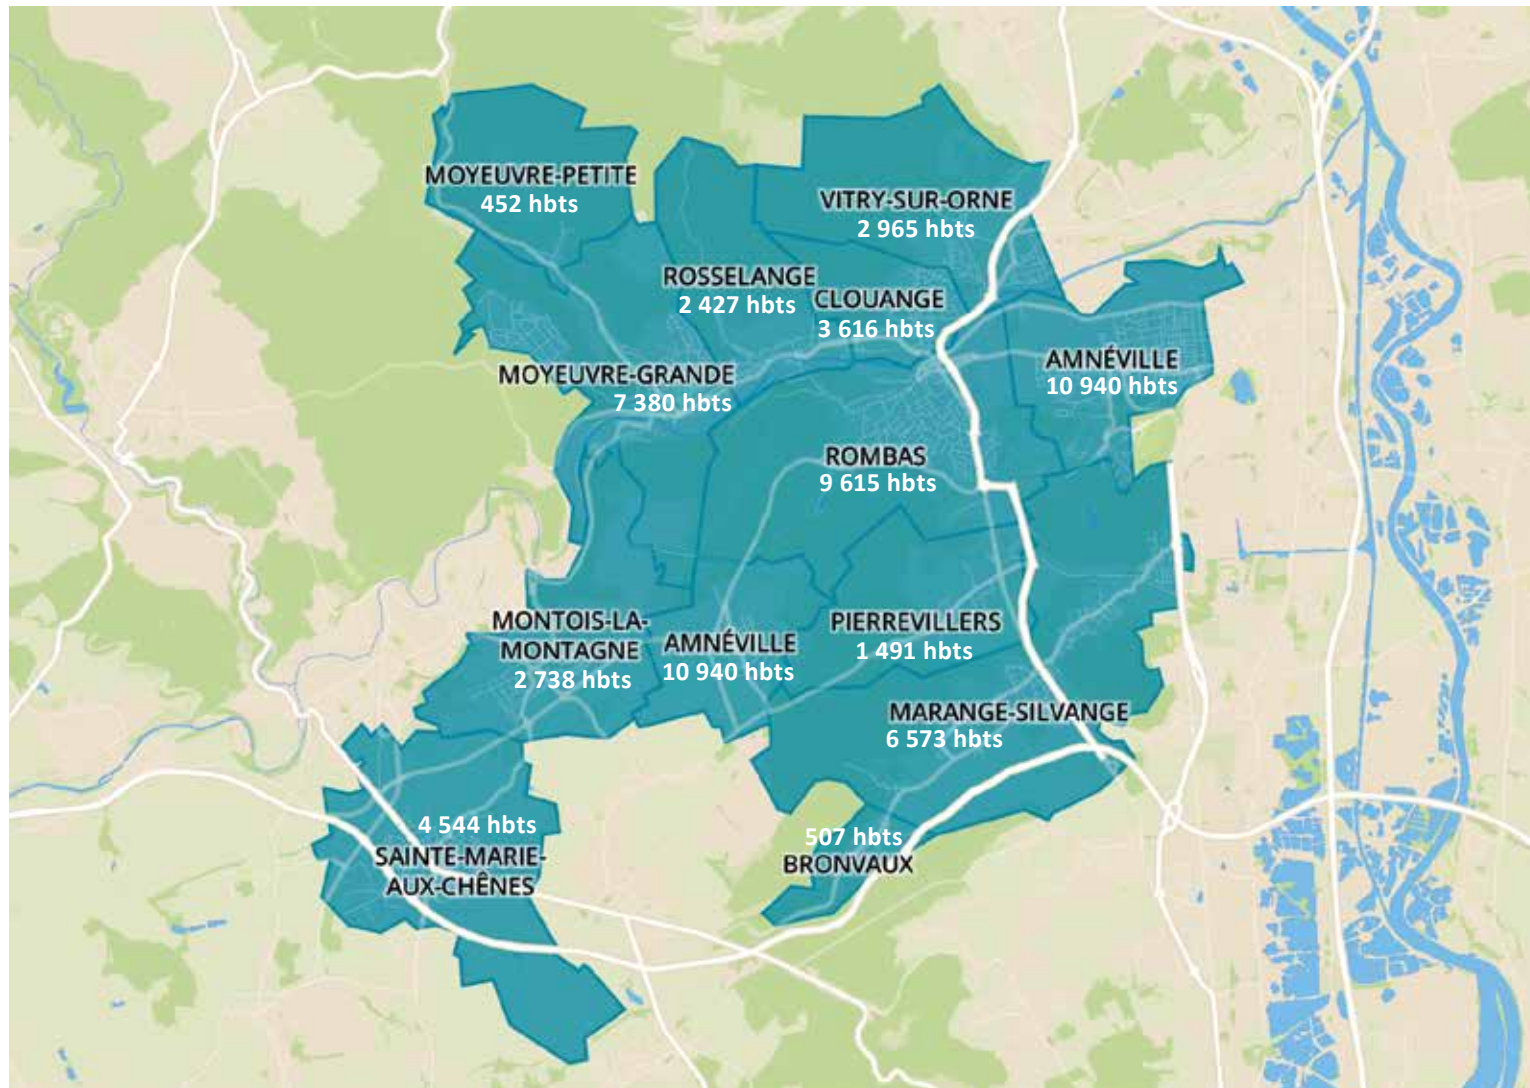 MOYEUVRE-PETITE
452 hbts
VITRY-SUR-ORNE
2 965 hbts
ROSSELANGE
2 427 hbts
CLOUANGE
3 616 hbts
AMNÉVILLE
10 940 hbts
MOYEUVRE-GRANDE
7 380 hbts
ROMBAS
9 615 hbts
MONTOIS-LA-
MONTAGNE
2 738 hbts
AMNÉVILLE
10 940 hbts
PIERREVILLERS
1 491 hbts
MARANGE-SILVANGE
6 573 hbts
4 544 hbts
SAINTE-MARIE-
AUX-CHÊNES
507 hbts
BRONVAUX